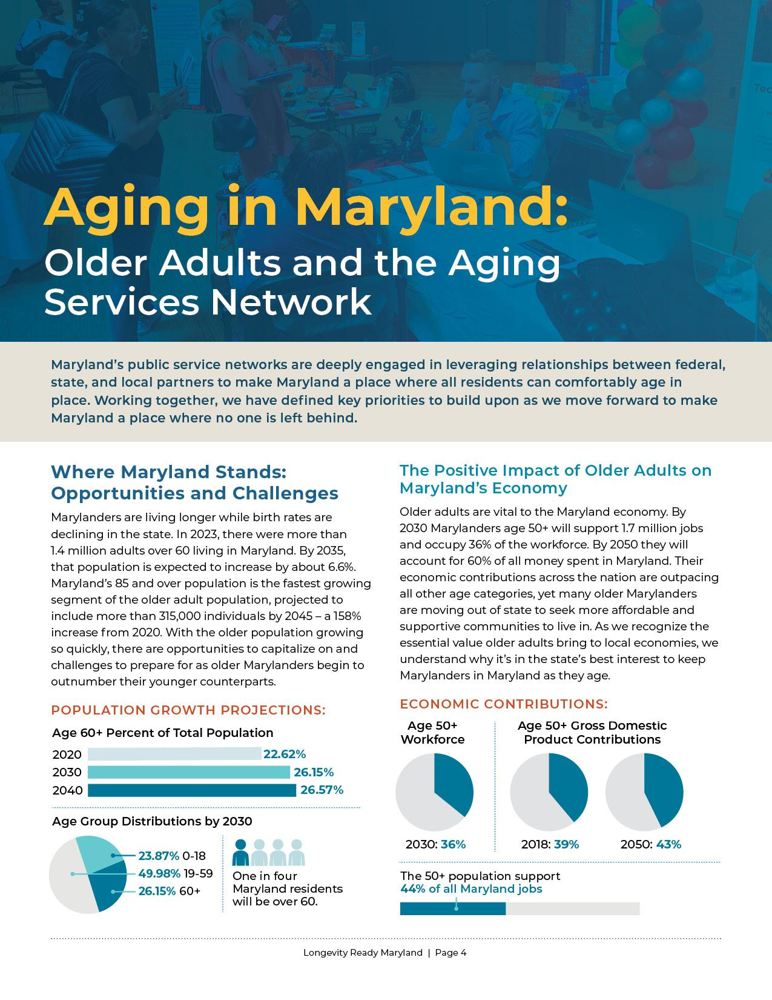 Tec
Aging in Maryland:
Older Adults and the Aging
Services Network
Maryland’s public service networks are deeply engaged in leveraging relationships between federal,
state, and local partners to make Maryland a place where all residents can comfortably age in
place. Working together, we have defined key priorities to build upon as we move forward to make
Maryland a place where no one is left behind.
Where Maryland Stands:
Opportunities and Challenges
Marylanders are living longer while birth rates are
declining in the state. In 2023, there were more than
1.4 million adults over 60 living in Maryland. By 2035,
that population is expected to increase by about 6.6%.
Maryland’s 85 and over population is the fastest growing
segment of the older adult population, projected to
include more than 315,000 individuals by 2045 – a 158%
increase from 2020. With the older population growing
so quickly, there are opportunities to capitalize on and
challenges to prepare for as older Marylanders begin to
outnumber their younger counterparts.
POPULATION GROWTH PROJECTIONS:
Age 60+ Percent of Total Population
2020 22.62%
2030 26.15%
2040 26.57%
Age Group Distributions by 2030
23.87% 0-18
49.98% 19-59
26.15% 60+
One in four
Maryland residents
will be over 60.
The Positive Impact of Older Adults on
Maryland’s Economy
Older adults are vital to the Maryland economy. By
2030 Marylanders age 50+ will support 1.7 million jobs
and occupy 36% of the workforce. By 2050 they will
account for 60% of all money spent in Maryland. Their
economic contributions across the nation are outpacing
all other age categories, yet many older Marylanders
are moving out of state to seek more affordable and
supportive communities to live in. As we recognize the
essential value older adults bring to local economies, we
understand why it’s in the state’s best interest to keep
Marylanders in Maryland as they age.
ECONOMIC CONTRIBUTIONS:
Age 50+
Workforce
2030: 36%
Age 50+ Gross Domestic
Product Contributions
2018: 39%
2050: 43%
The 50+ population support
44% of all Maryland jobs
Longevity Ready Maryland | Page 4